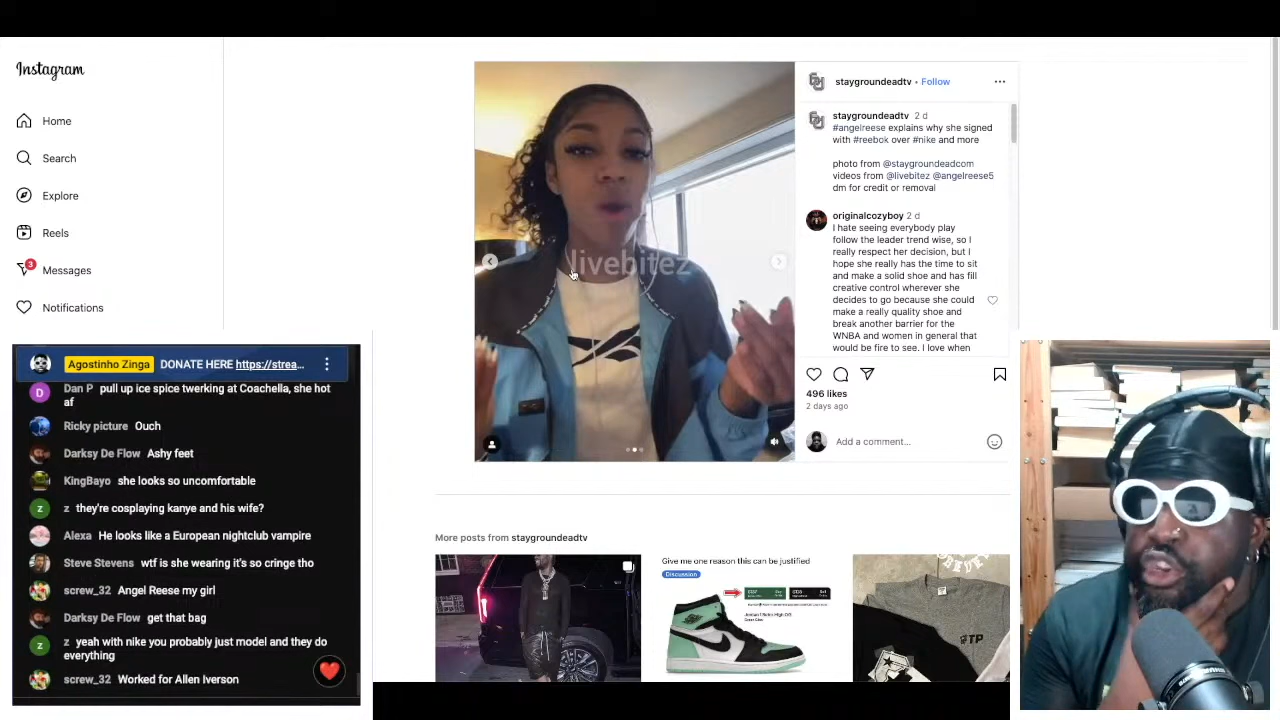 Instagram
Home
Search
Explore
Reels
3
Messages
Notifications
livebitez
staygroundeadtv • Follow
staygroundeadtv 2 d
#angelreese explains why she signed
with #reebok over #nike and more
photo from @staygroundeadcom
videos from @livebitez @angelreese5
dm for credit or removal
originalcozyboy 2 d
I hate seeing everybody play
follow the leader trend wise, so I
really respect her decision, but I
hope she really has the time to sit
and make a solid shoe and has fill
creative control wherever she
decides to go because she could
make a really quality shoe and
break another barrier for the
WNBA and women in general that
would be fire to see. I love when
496 likes
2 days ago
Add a comment...
More posts from staygroundeadtv
Give me one reason this can be justified
Discussion
TP
Agostinho Zinga DONATE HERE https://strea...
D
Dan P pull up ice spice twerking at Coachella, she hot
af
Ricky picture Ouch
Darksy De Flow Ashy feet
KingBayo she looks so uncomfortable
z
z they're cosplaying kanye and his wife?
Alexa He looks like a European nightclub vampire
Steve Stevens wtf is she wearing it's so cringe tho
screw_32 Angel Reese my girl
Darksy De Flow get that bag
z
z yeah with nike you probably just model and they do
everything
screw_32 Worked for Allen Iverson